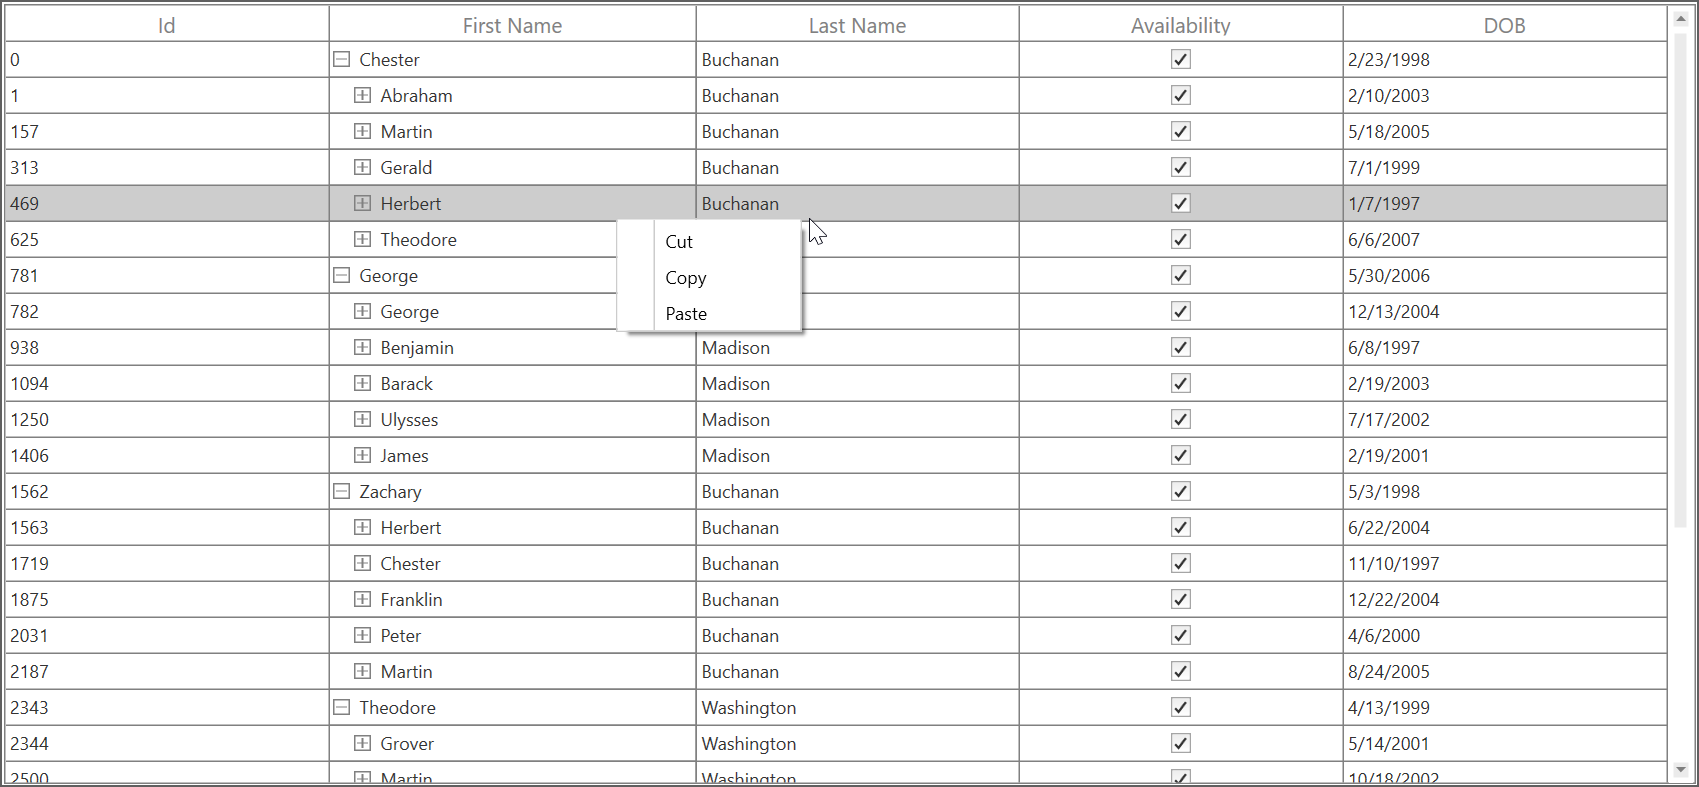 Id First Name Last Name Availability DOB
0 Chester Buchanan 2/23/1998
1 Abraham Buchanan 2/10/2003
157 Martin Buchanan 5/18/2005
313 Gerald Buchanan 7/1/1999
469 Herbert Buchanan 1/7/1997
625 Theodore 6/6/2007
Cut
781 George 5/30/2006
Copy
782 George 12/13/2004
Paste
938 Benjamin Madison 6/8/1997
1094 Barack Madison 2/19/2003
1250 Ulysses Madison 7/17/2002
1406 James Madison 2/19/2001
1562 Zachary Buchanan 5/3/1998
1563 Herbert Buchanan 6/22/2004
1719 Chester Buchanan 11/10/1997
1875 Franklin Buchanan 12/22/2004
2031 Peter Buchanan 4/6/2000
2187 Martin Buchanan 8/24/2005
2343 Theodore Washington 4/13/1999
2344 Grover Washington 5/14/2001
2500 Martin Washington 10/18/2002